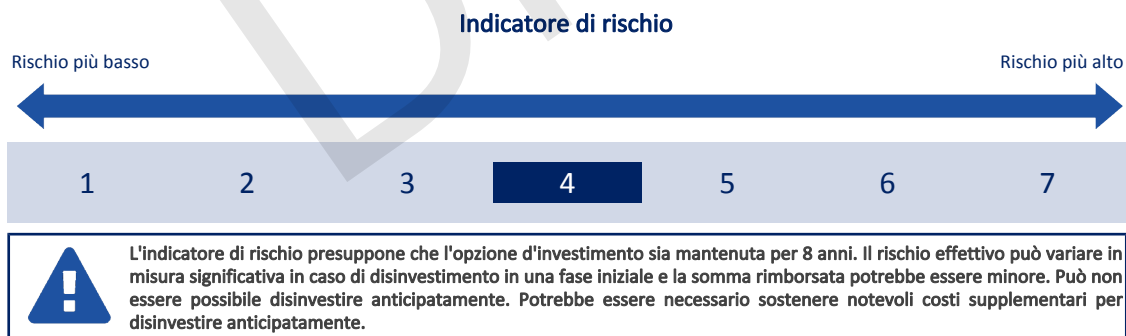 Indicatore di rischio
Rischio più basso
Rischio più alto
1 2 3 4 5 6 7
L'indicatore di rischio presuppone che l'opzione d'investimento sia mantenuta per 8 anni. Il rischio effettivo può variare in
misura significativa in caso di disinvestimento in una fase iniziale e la somma rimborsata potrebbe essere minore. Può non
essere possibile disinvestire anticipatamente. Potrebbe essere necessario sostenere notevoli costi supplementari per
disinvestire anticipatamente.